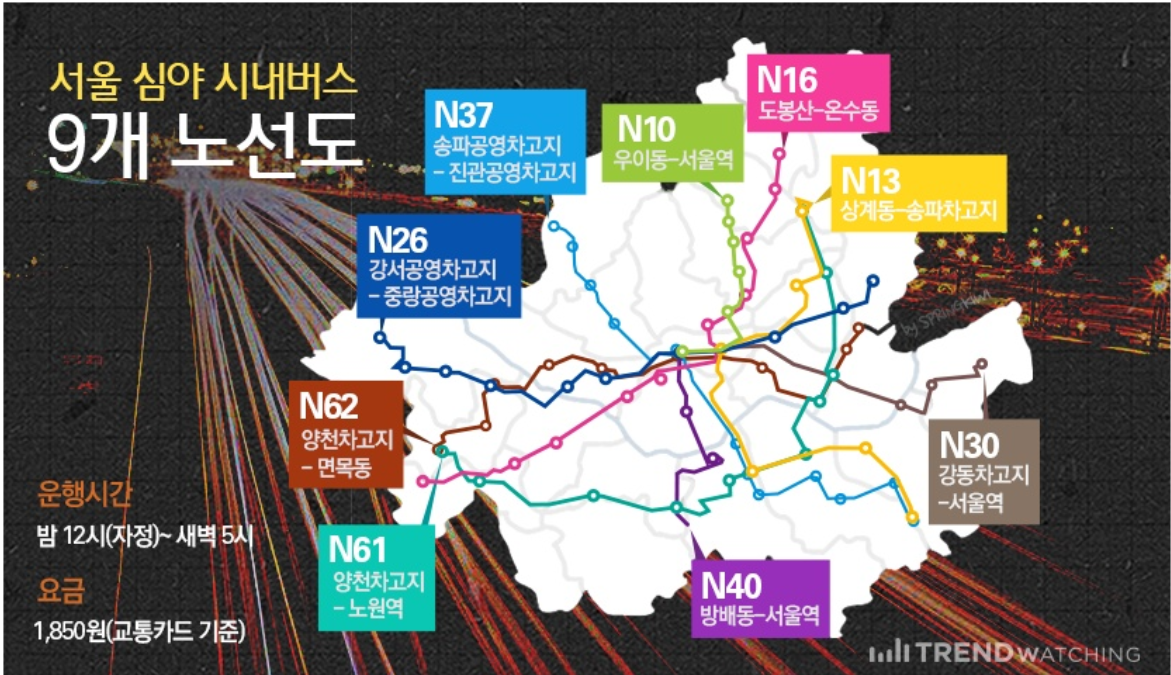 서울 심야 시내버스
9개 노선도
N16
도봉산-온수동
N37
송파공영차고지
- 진관공영차고지
N10
우이동-서울역
N13
상계동-송파차고지
N26
강서공영차고지
- 중랑공영차고지
by SPRINGHANA
N62
양천차고지
- 면목동
N30
강동차고지
-서울역
운행시간
밤 12시(자정)~ 새벽 5시
N61
양천차고지
- 노원역
N40
방배동-서울역
요금
1,850원(교통카드 기준)
TRENDWATCHING